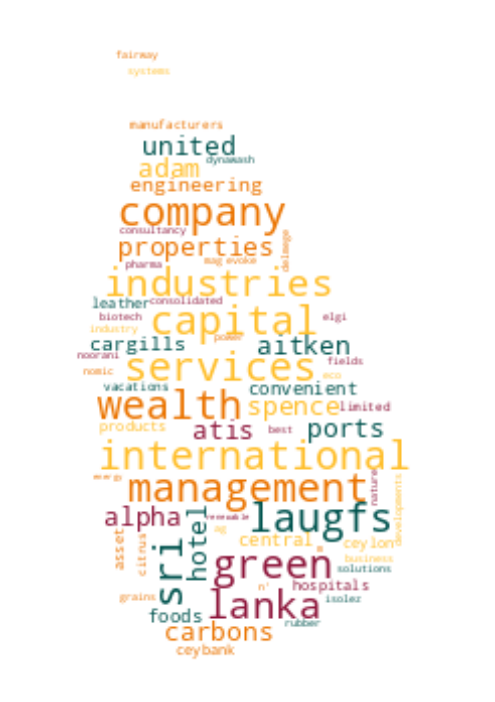 fairway
systems
manufacturers
united
dynawash
adam
engineering
company
consultancy
properties
delmege
pharma
mag evoke
industries
leather consolidated
biotech
capital
elgi
industry
power
cargills
aitken
noorani
services
fields
nomic
eco
vacations
convenient
wealth
spence limited
products
atis
best
ports
international
energy
management
nature
developments
alpha
renewable
laugfs
hotel
ag
sri
central
ceylon
asset
citrus
green
business
solutions
n'
hospitals
grains
lanka
isolez
foods
rubber
carbons
ceybank